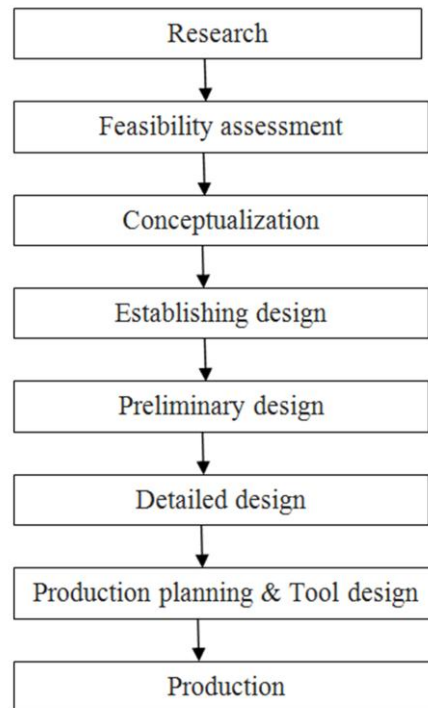 Research
Feasibility assessment
Conceptualization
Establishing design
Preliminary design
Detailed design
Production planning & Tool design
Production